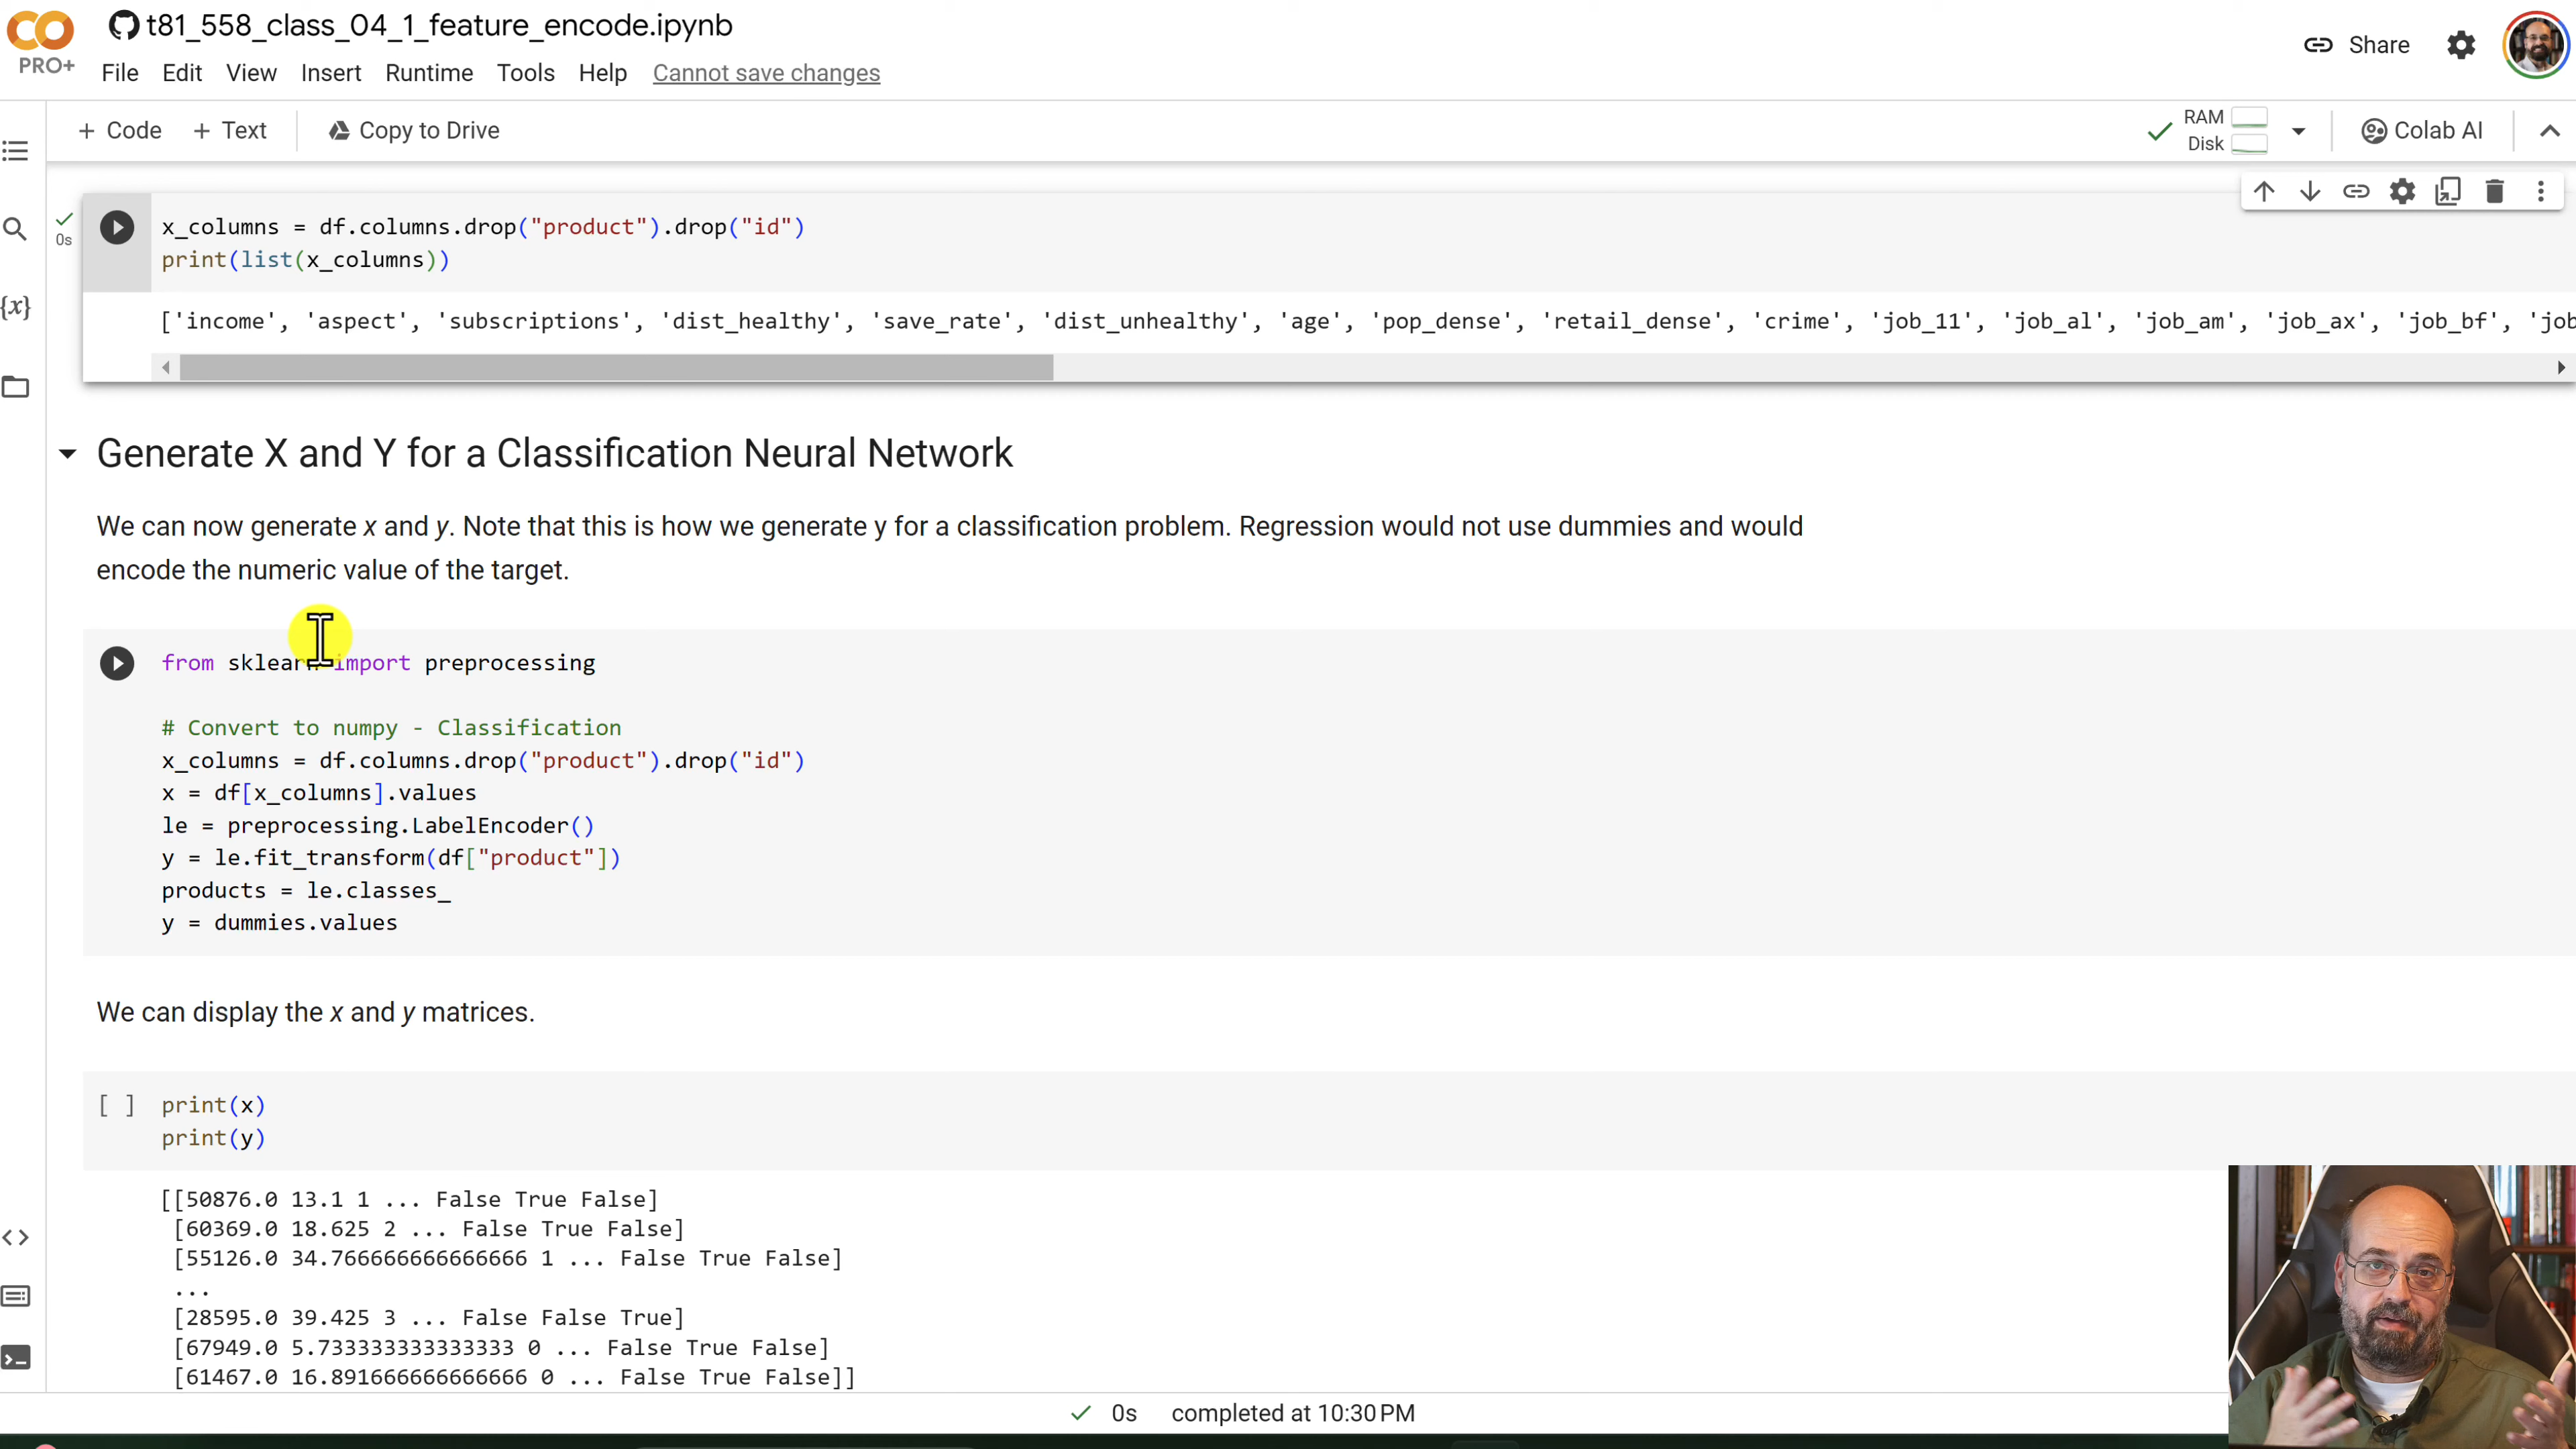 t81_558_class_04_1_feature_encode.ipynb
PRO+
File Edit View Insert Runtime Tools Help Cannot save changes
Share
+ Code + Text Copy to Drive
RAM
Disk
Colab AI
0s
x_columns = df.columns.drop("product").drop("id")
print(list(x_columns))
['income', 'aspect', 'subscriptions', 'dist_healthy', 'save_rate', 'dist_unhealthy', 'age', 'pop_dense', 'retail_dense', 'crime', 'job_11', 'job_al', 'job_am', 'job_ax', 'job_bf', 'job
{x}
Generate X and Y for a Classification Neural Network
We can now generate x and y. Note that this is how we generate y for a classification problem. Regression would not use dummies and would
encode the numeric value of the target.
from sklearn import preprocessing
# Convert to numpy - Classification
x_columns = df.columns.drop("product").drop("id")
x = df[x_columns].values
le = preprocessing.LabelEncoder()
y = le.fit_transform(df["product"])
products = le.classes_
y = dummies.values
We can display the x and y matrices.
[ ] print(x)
print(y)
[[50876.0 13.1 1 ... False True False]
[60369.0 18.625 2 ... False True False]
[55126.0 34.766666666666666 1 ... False True False]
...
[28595.0 39.425 3 ... False False True]
[67949.0 5.733333333333333 0 ... False True False]
[61467.0 16.891666666666666 0 ... False True False]]
0s completed at 10:30 PM